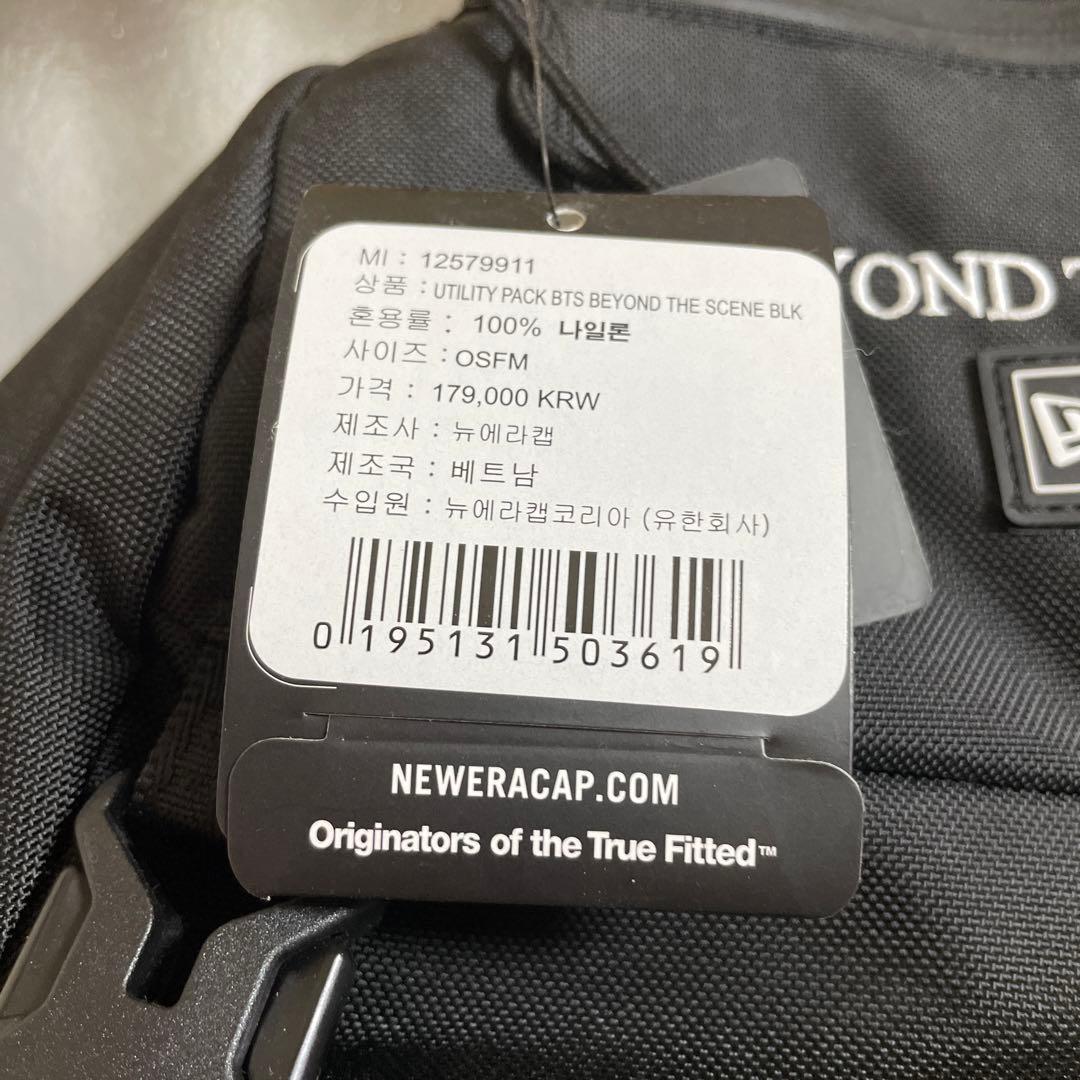 MI : 12579911
상품 : UTILITY PACK BTS BEYOND THE SCENE BLK
혼용률 : 100% 나일론
사이즈 : OSFM
가격 : 179,000 KRW
제조사 : 뉴에라캡
제조국 : 베트남
수입원 : 뉴에라캡코리아 (유한회사)
0 195131 503619
NEWERACAP.COM
Originators of the True Fitted™
YOND T